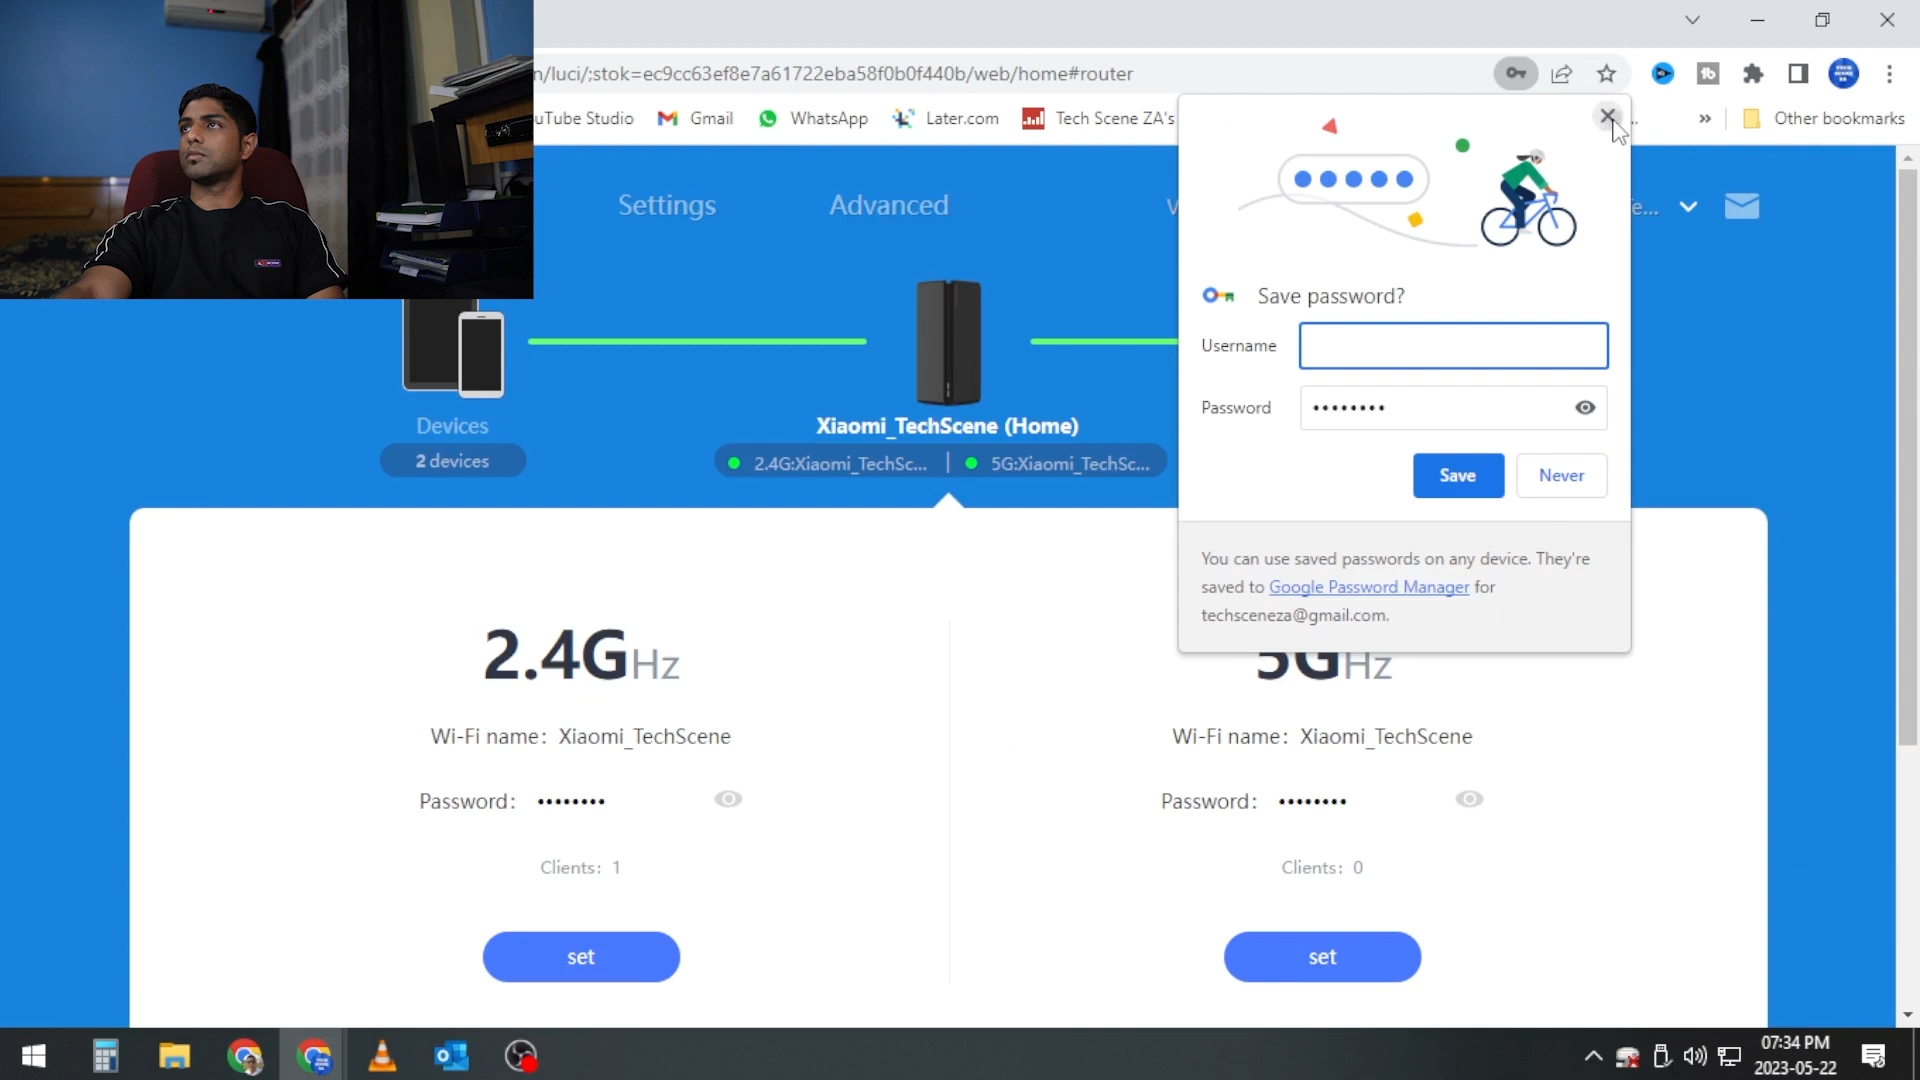 n/luci/;stok=ec9cc63ef8e7a61722eba58f0b0f440b/web/home#router
uTube Studio Gmail WhatsApp Later.com Tech Scene ZA's » Other bookmarks
Settings Advanced
e...
Save password?
Username
Password ••••••••
Save Never
You can use saved passwords on any device. They're
saved to Google Password Manager for
techsceneza@gmail.com.
Devices
2 devices
Xiaomi_TechScene (Home)
2.4G:Xiaomi_TechSc... | 5G:Xiaomi_TechSc...
2.4GHz
Wi-Fi name: Xiaomi_TechScene
Password: ••••••••
Clients: 1
set
5GHz
Wi-Fi name: Xiaomi_TechScene
Password: ••••••••
Clients: 0
set
07:34 PM
2023-05-22